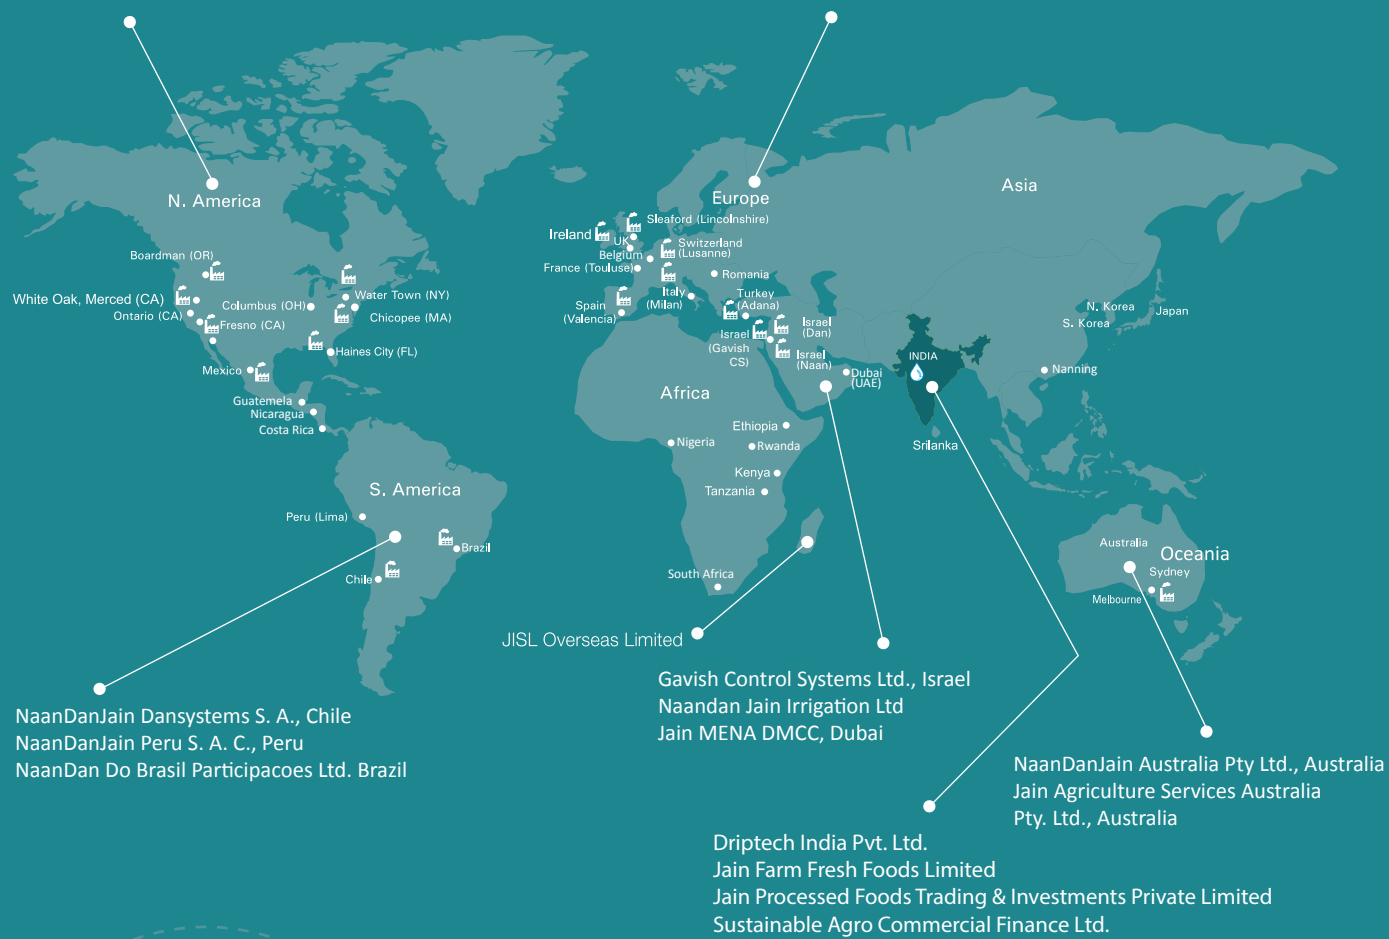 N. America
Boardman (OR)
White Oak, Merced (CA)
Ontario (CA)
Fresno (CA)
Columbus (OH)
Water Town (NY)
Chicopee (MA)
Haines City (FL)
Mexico
Guatemela
Nicaragua
Costa Rica
S. America
Peru (Lima)
Brazil
Chile
Europe
Sleaford (Lincolnshire)
Ireland
UK
Belgium
Switzerland
(Lusanne)
France (Touluse)
Romania
Spain
(Valencia)
Italy
(Milan)
Turkey
(Adana)
Israel
(Gavish
CS)
Israel
(Dan)
Israel
(Naan)
Dubai
(UAE)
Africa
Nigeria
Ethiopia
Rwanda
Kenya
Tanzania
South Africa
Asia
N. Korea
S. Korea
Japan
INDIA
Nanning
Srilanka
Australia
Oceania
Sydney
Melbourne
JISL Overseas Limited
NaanDanJain Dansystems S. A., Chile
NaanDanJain Peru S. A. C., Peru
NaanDan Do Brasil Participacoes Ltd. Brazil
Gavish Control Systems Ltd., Israel
Naandan Jain Irrigation Ltd
Jain MENA DMCC, Dubai
NaanDanJain Australia Pty Ltd., Australia
Jain Agriculture Services Australia
Pty. Ltd., Australia
Driptech India Pvt. Ltd.
Jain Farm Fresh Foods Limited
Jain Processed Foods Trading & Investments Private Limited
Sustainable Agro Commercial Finance Ltd.